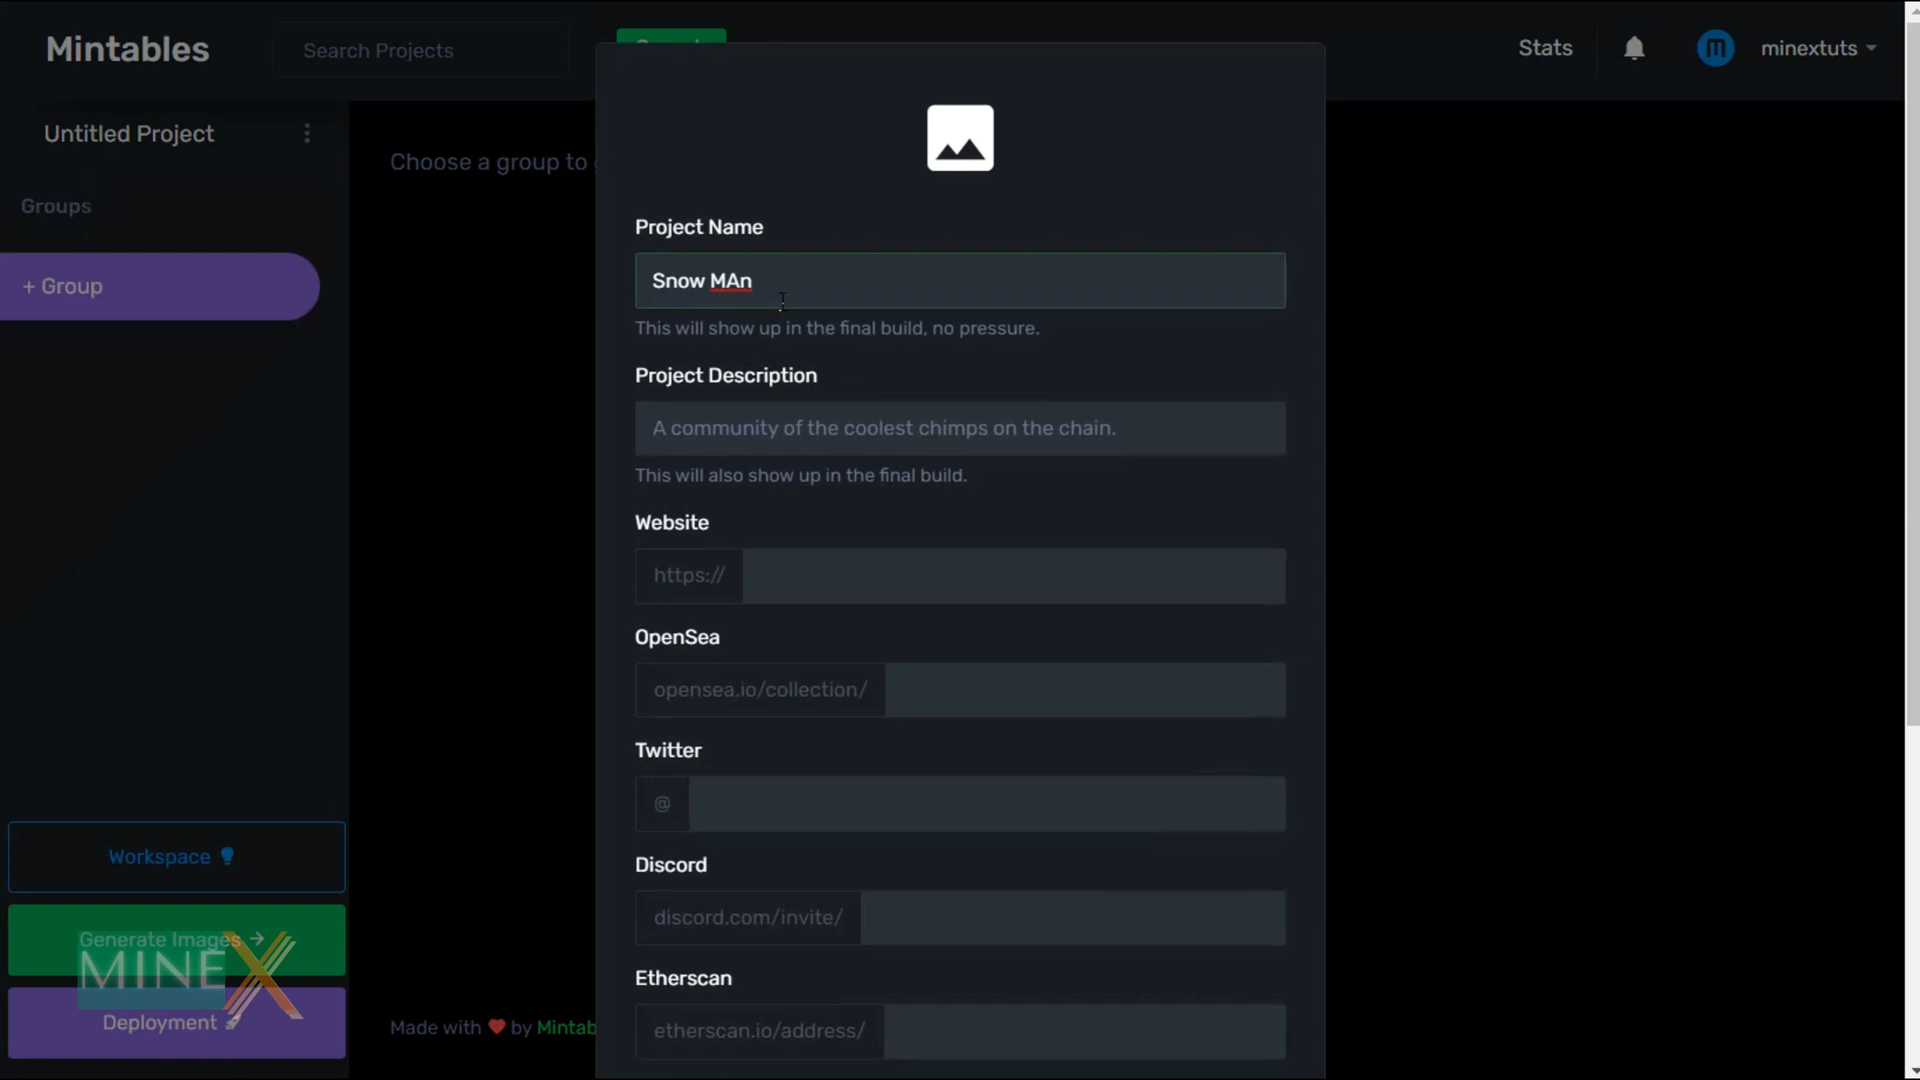 Mintables
Search Projects
Stats
minextuts
Untitled Project
Choose a group to
Groups
+ Group
Project Name
Snow MAn
This will show up in the final build, no pressure.
Project Description
A community of the coolest chimps on the chain.
This will also show up in the final build.
Website
https://
OpenSea
opensea.io/collection/
Twitter
@
Discord
discord.com/invite/
Etherscan
etherscan.io/address/
Workspace
Generate Images →
MINEX
Deployment
Made with ❤ by Mintab